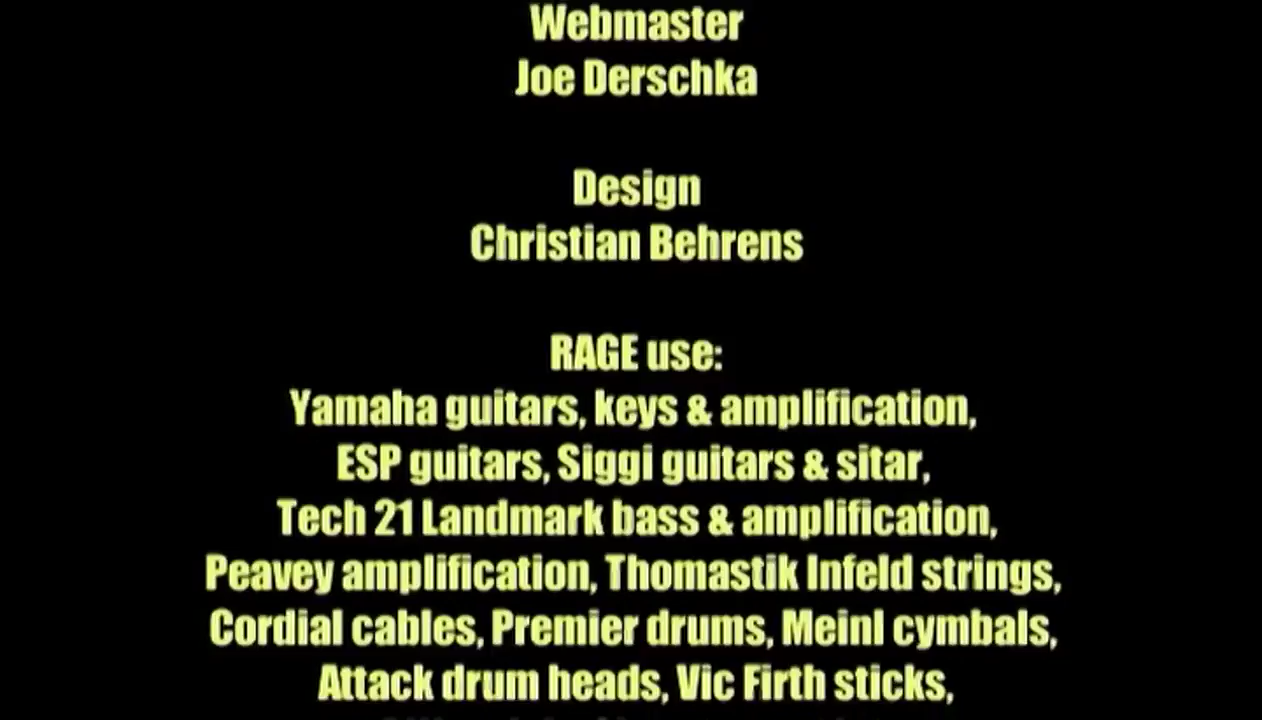 Webmaster
Joe Derschka
Design
Christian Behrens
RAGE use:
Yamaha guitars, keys & amplification,
ESP guitars, Siggi guitars & sitar,
Tech 21 Landmark bass & amplification,
Peavey amplification, Thomastik Infeld strings,
Cordial cables, Premier drums, Meinl cymbals,
Attack drum heads, Vic Firth sticks,